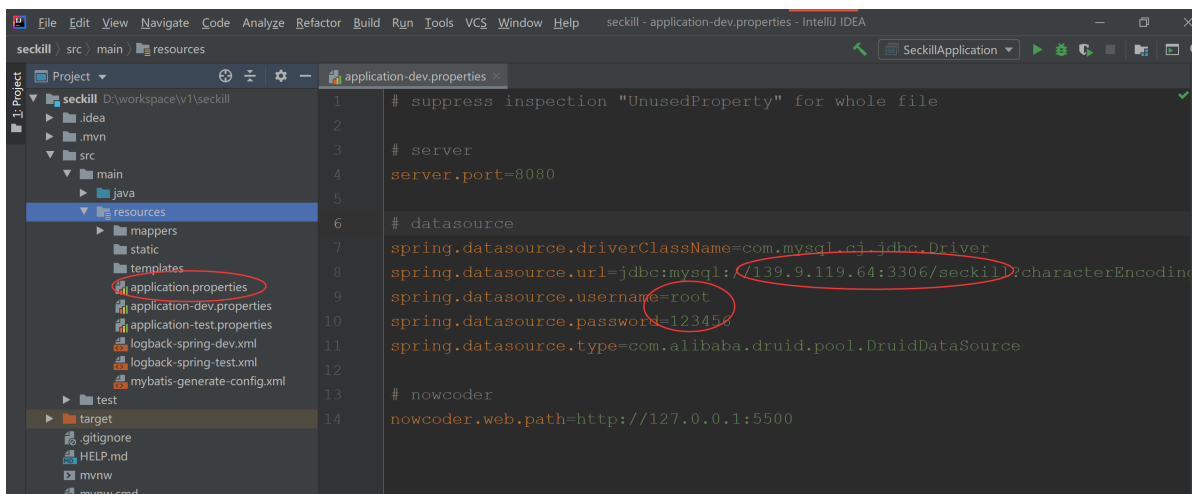 File Edit View Navigate Code Analyze Refactor Build Run Tools VCS Window Help seckill - application-dev.properties - IntelliJ IDEA
seckill src main resources SeckillApplication
1: Project
Project application-dev.properties
seckill D:\workspace\v1\seckill
.idea
.mvn
src
main
java
resources
mappers
static
templates
application.properties
application-dev.properties
application-test.properties
logback-spring-dev.xml
logback-spring-test.xml
mybatis-generate-config.xml
test
target
.gitignore
HELP.md
mvnw
mvnw.cmd
1 # suppress inspection "UnusedProperty" for whole file
2
3 # server
4 server.port=8080
5
6 # datasource
7 spring.datasource.driverClassName=com.mysql.cj.jdbc.Driver
8 spring.datasource.url=jdbc:mysql://139.9.119.64:3306/seckill?characterEncoding
9 spring.datasource.username=root
10 spring.datasource.password=123456
11 spring.datasource.type=com.alibaba.druid.pool.DruidDataSource
12
13 # nowcoder
14 nowcoder.web.path=http://127.0.0.1:5500